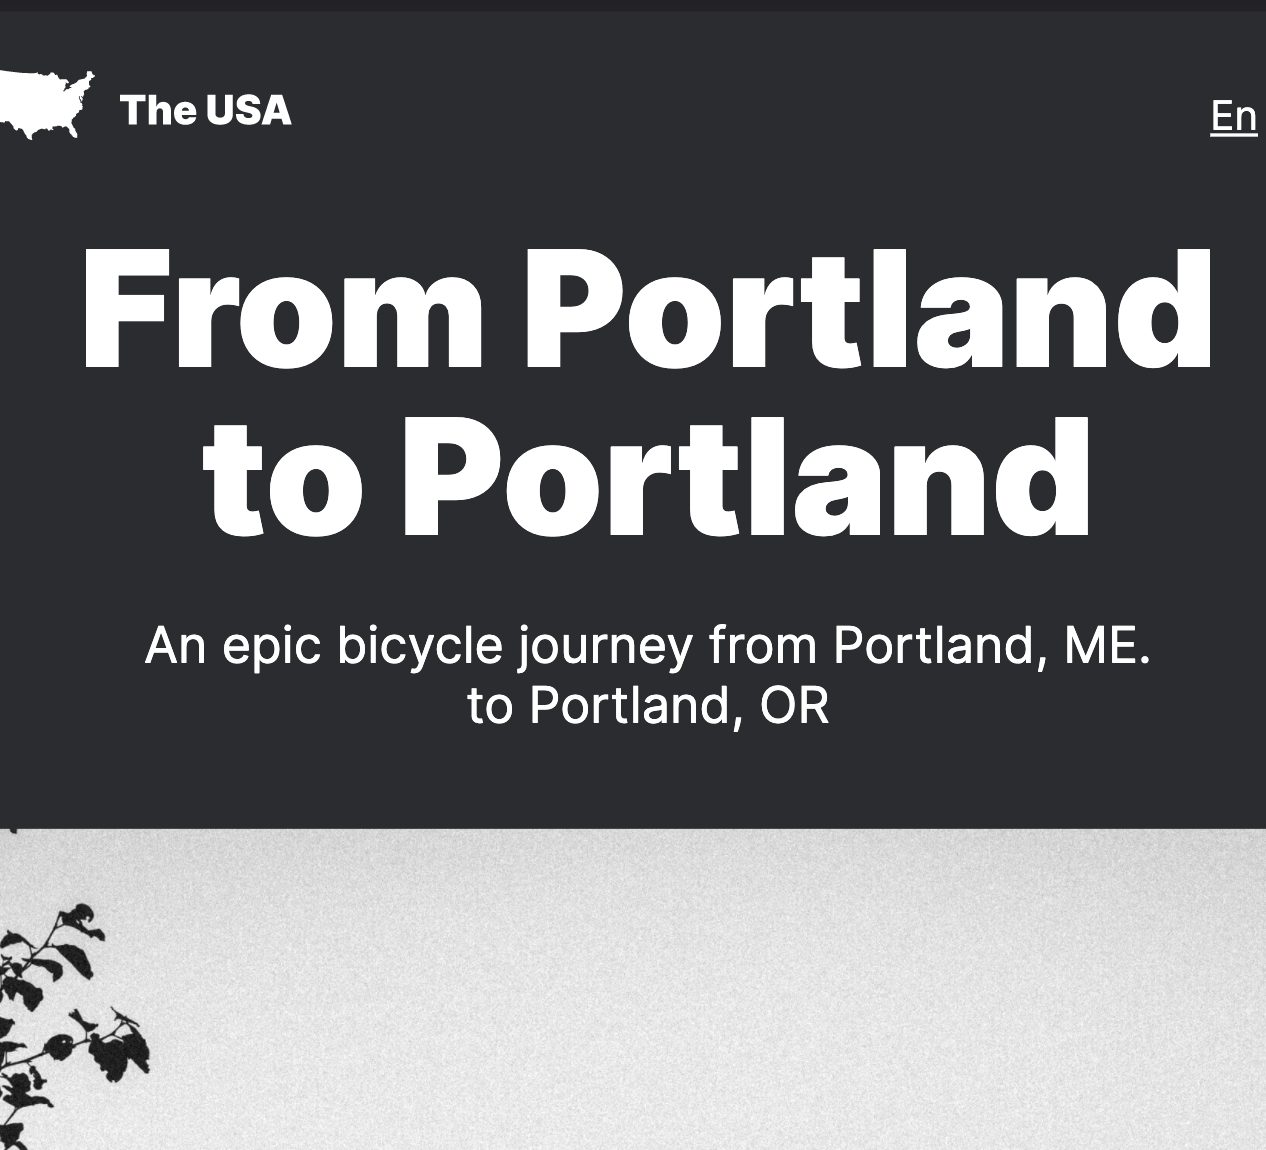 The USA
En
From Portland
to Portland
An epic bicycle journey from Portland, ME.
to Portland, OR